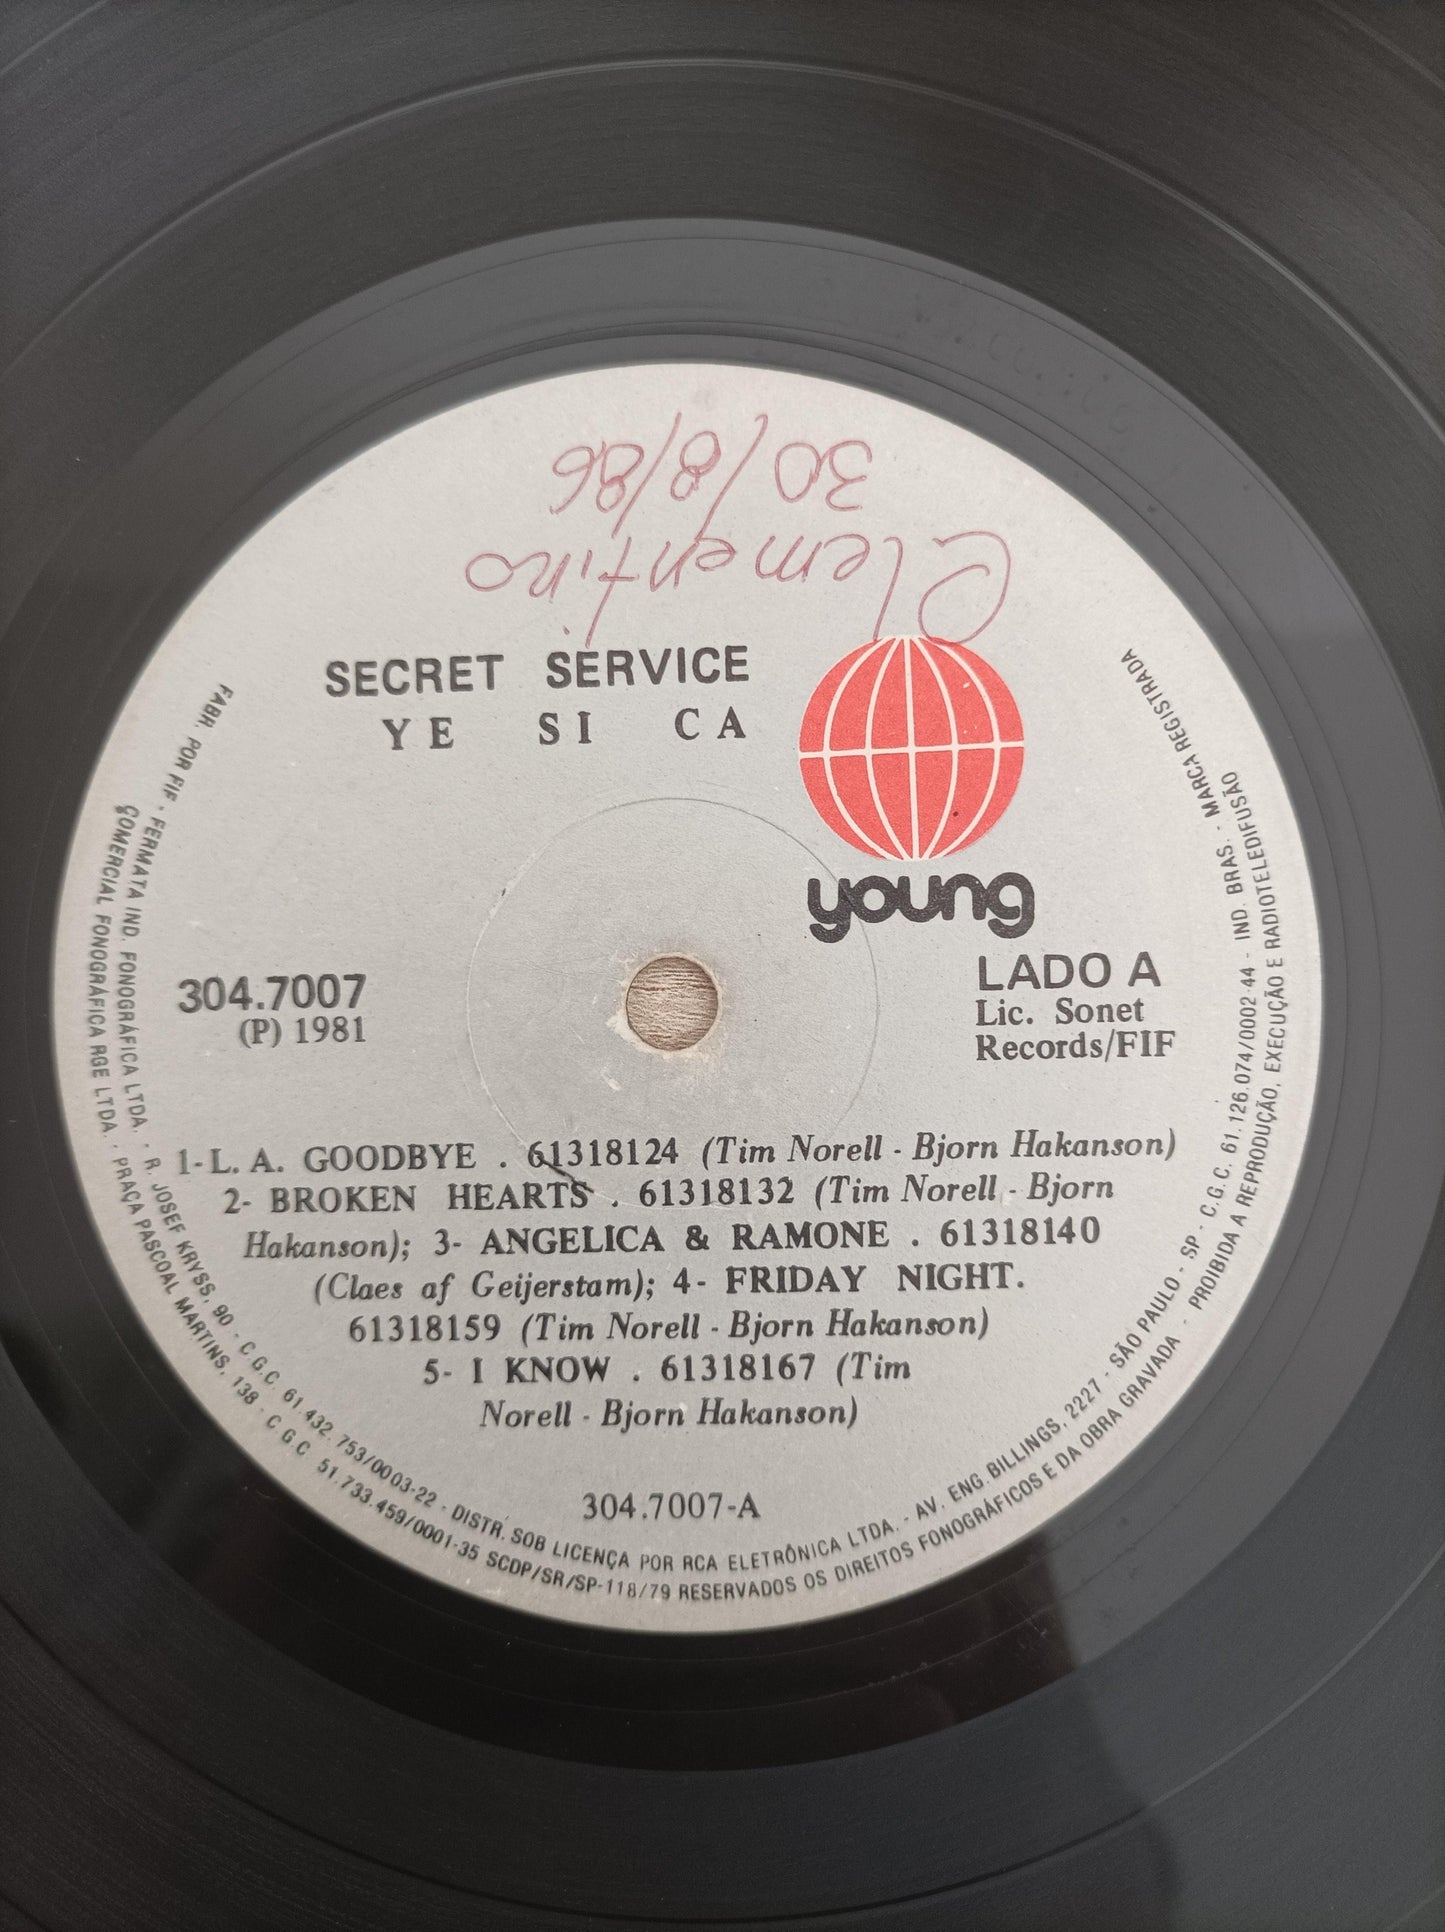 Clementino
30/8/86
SECRET SERVICE
YE SI CA
young
304.7007
(P) 1981
LADO A
Lic. Sonet
Records/FIF
1- L. A. GOODBYE . 61318124 (Tim Norell - Bjorn Hakanson)
2- BROKEN HEARTS . 61318132 (Tim Norell - Bjorn
Hakanson); 3- ANGELICA & RAMONE . 61318140
(Claes af Geijerstam); 4- FRIDAY NIGHT.
61318159 (Tim Norell - Bjorn Hakanson)
5- I KNOW . 61318167 (Tim
Norell - Bjorn Hakanson)
304.7007-A
FABR. POR FIF - FERMATA IND. FONOGRÁFICA LTDA. - R. JOSEF KRYSS, 90 - C.G.C. 61.432.753/0003-22 - DISTR. SOB LICENÇA POR RCA ELETRÔNICA LTDA. - AV. ENG. BILLINGS, 2227 - SÃO PAULO - SP - C.G.C. 61.126.074/0002-44 - IND. BRAS. - MARCA REGISTRADA
COMERCIAL FONOGRÁFICA RGE LTDA. - PRAÇA PASCOAL MARTINS, 138 - C.G.C. 51.733.459/0001-35 SCDP/SR/SP-118/79 RESERVADOS OS DIREITOS FONOGRÁFICOS E DA OBRA GRAVADA - PROIBIDA A REPRODUÇÃO, EXECUÇÃO E RADIOTELEDIFUSÃO